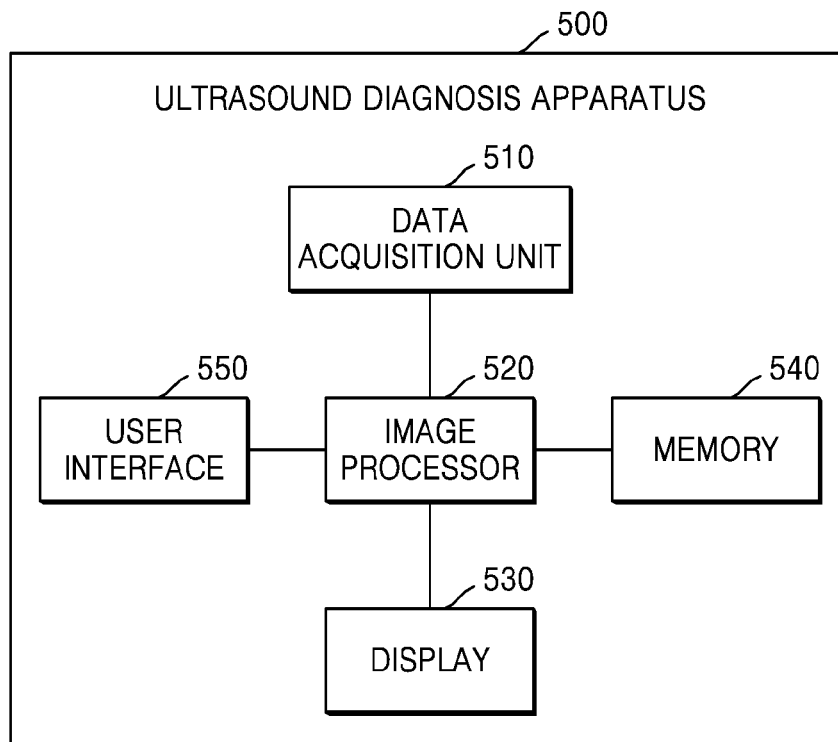 500
ULTRASOUND DIAGNOSIS APPARATUS
510
DATA
ACQUISITION UNIT
550
USER
INTERFACE
520
IMAGE
PROCESSOR
540
MEMORY
530
DISPLAY